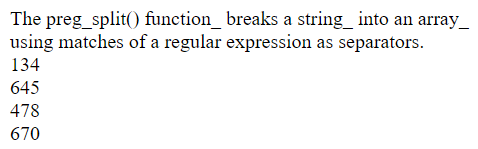 The preg_split() function_ breaks a string_ into an array_
using matches of a regular expression as separators.
134
645
478
670